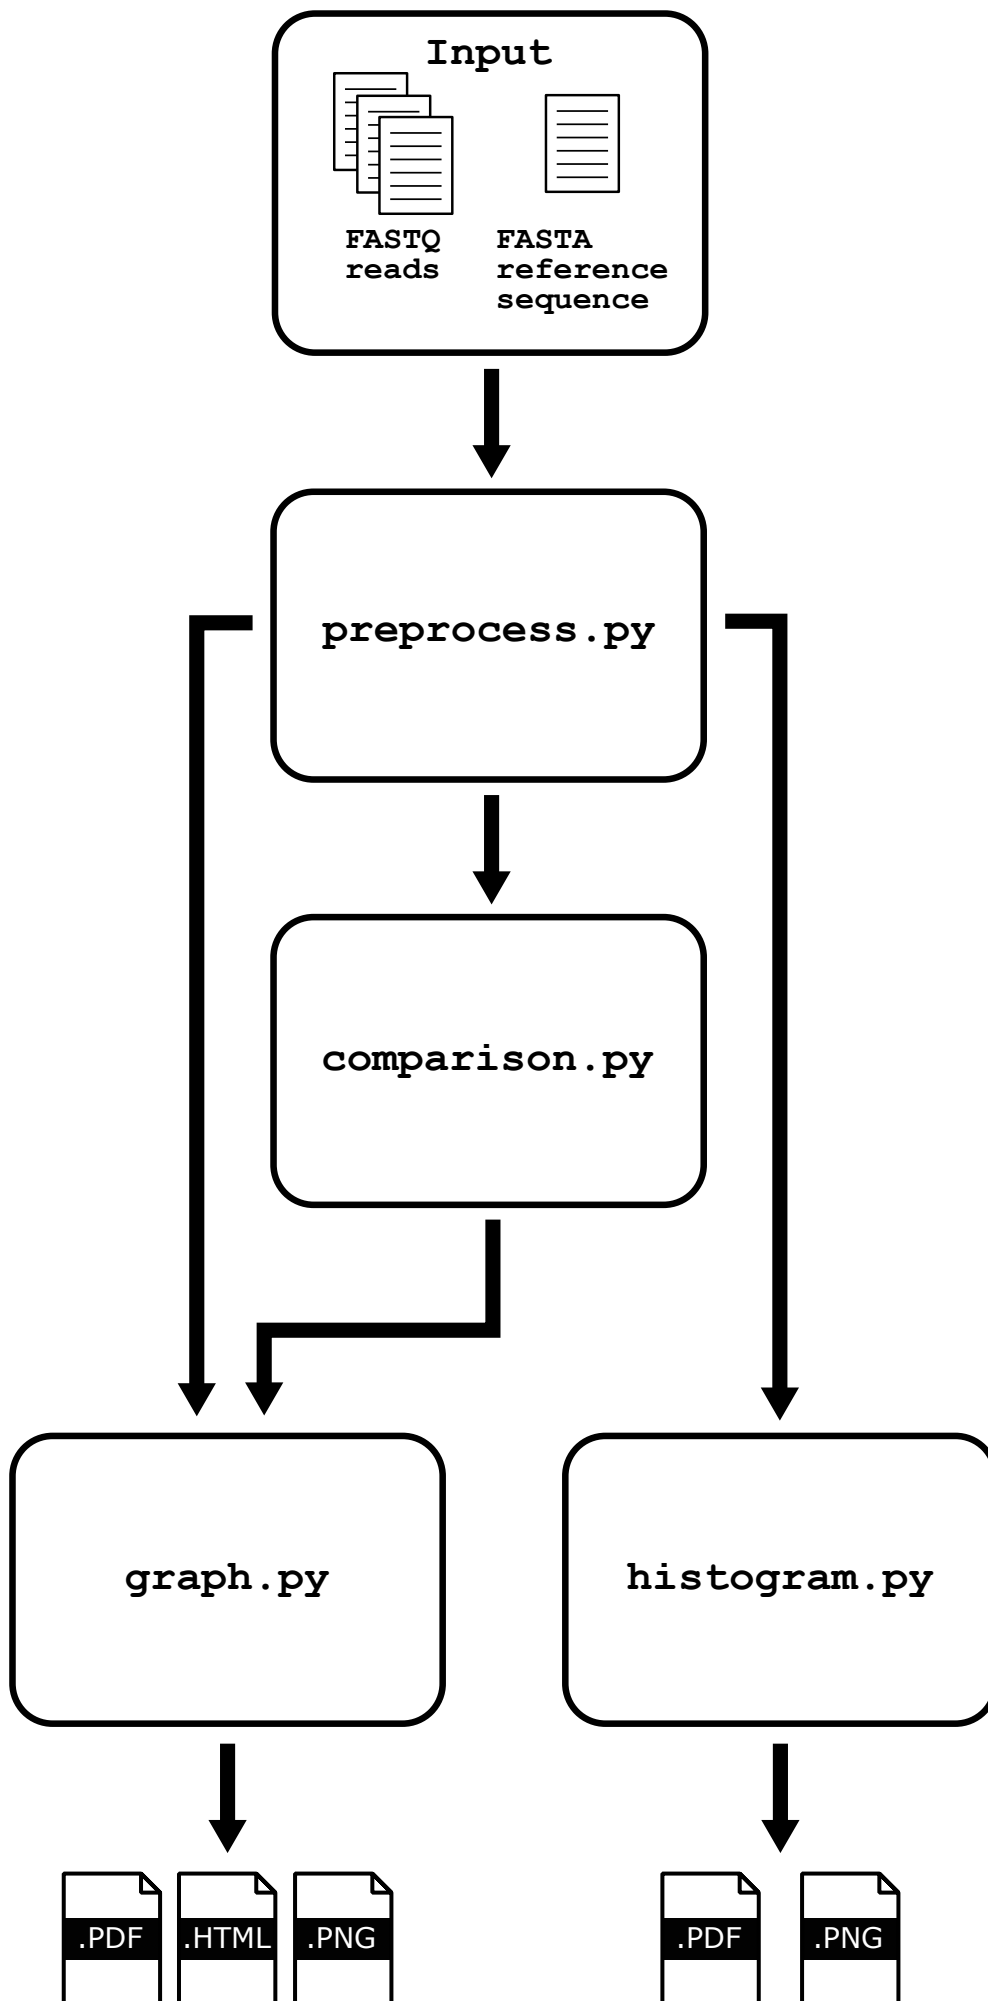 Input
FASTQ
reads
FASTA
reference
sequence
preprocess.py
comparison.py
graph.py
histogram.py
.PDF
.HTML
.PNG
.PDF
.PNG